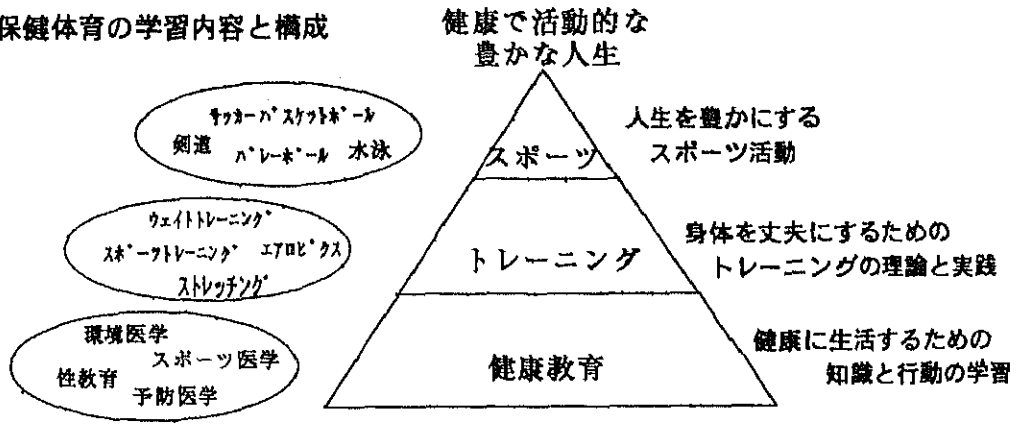 保健体育の学習内容と構成
健康で活動的な
豊かな人生
サッカーバスケットボール
剣道 バレーボール 水泳
スポーツ
人生を豊かにする
スポーツ活動
ウェイトトレーニング
スポーツトレーニング エアロビクス
ストレッチング
トレーニング
身体を丈夫にするための
トレーニングの理論と実践
環境医学
スポーツ医学
性教育
予防医学
健康教育
健康に生活するための
知識と行動の学習